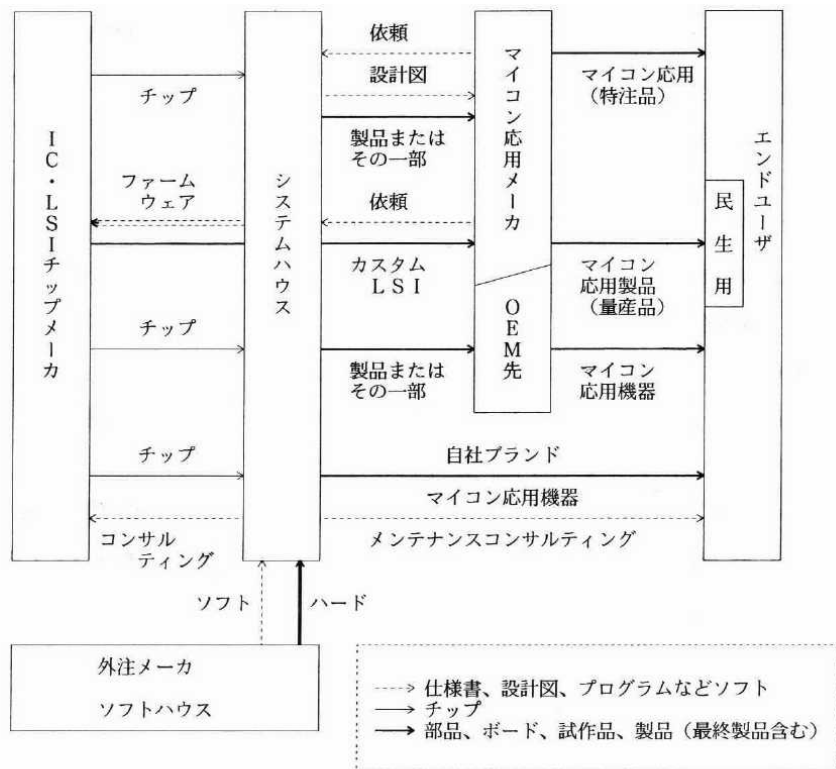 IC・LSIチップメーカ
チップ
ファーム
ウェア
チップ
チップ
コンサル
ティング
システムハウス
依頼
設計図
製品または
その一部
依頼
カスタム
LSI
製品または
その一部
自社ブランド
マイコン応用機器
メンテナンスコンサルティング
マイコン応用メーカ
OEM先
マイコン応用
(特注品)
マイコン
応用製品
(量産品)
マイコン
応用機器
エンドユーザ
民生用
ソフト
ハード
外注メーカ
ソフトハウス
仕様書、設計図、プログラムなどソフト
チップ
部品、ボード、試作品、製品(最終製品含む)